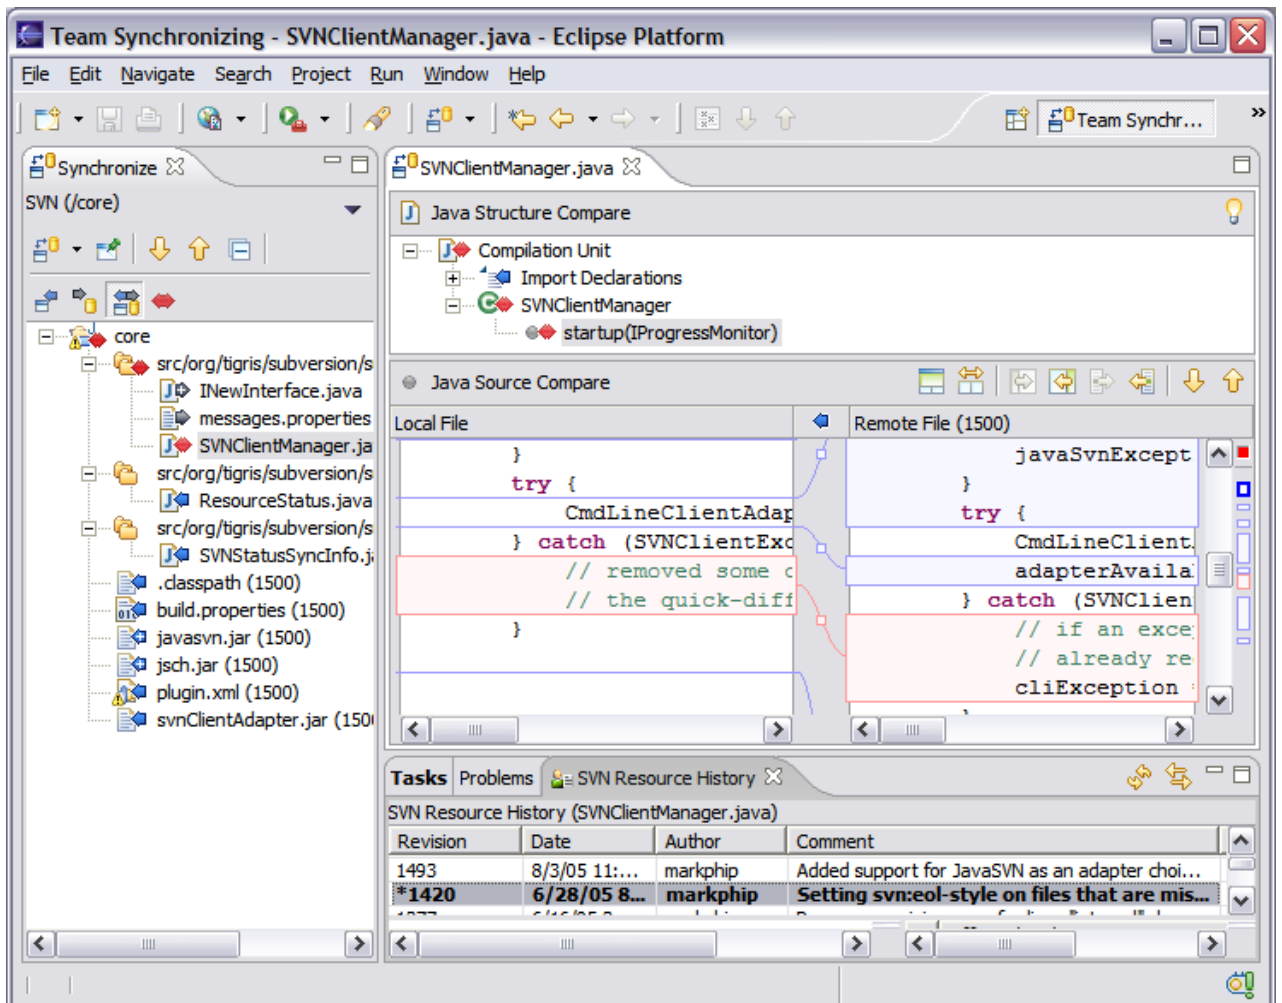 Team Synchronizing - SVNClientManager.java - Eclipse Platform
File Edit Navigate Search Project Run Window Help
Team Synchr... »
Synchronize
SVN (/core)
core
src/org/tigris/subversion/s
INewInterface.java
messages.properties
SVNClientManager.ja
src/org/tigris/subversion/s
ResourceStatus.java
src/org/tigris/subversion/s
SVNStatusSyncInfo.j
.classpath (1500)
build.properties (1500)
javasvn.jar (1500)
jsch.jar (1500)
plugin.xml (1500)
svnClientAdapter.jar (150
SVNClientManager.java
Java Structure Compare
Compilation Unit
Import Declarations
SVNClientManager
startup(IProgressMonitor)
Java Source Compare
Local File
}
try {
CmdLineClientAdap
} catch (SVNClientExc
// removed some c
// the quick-diff
}
Remote File (1500)
javaSvnExcept
}
try {
CmdLineClient
adapterAvaila
} catch (SVNClien
// if an exce
// already re
cliException
Tasks Problems SVN Resource History
SVN Resource History (SVNClientManager.java)
Revision Date Author Comment
1493 8/3/05 11:... markphip Added support for JavaSVN as an adapter choi...
*1420 6/28/05 8... markphip Setting svn:eol-style on files that are mis...